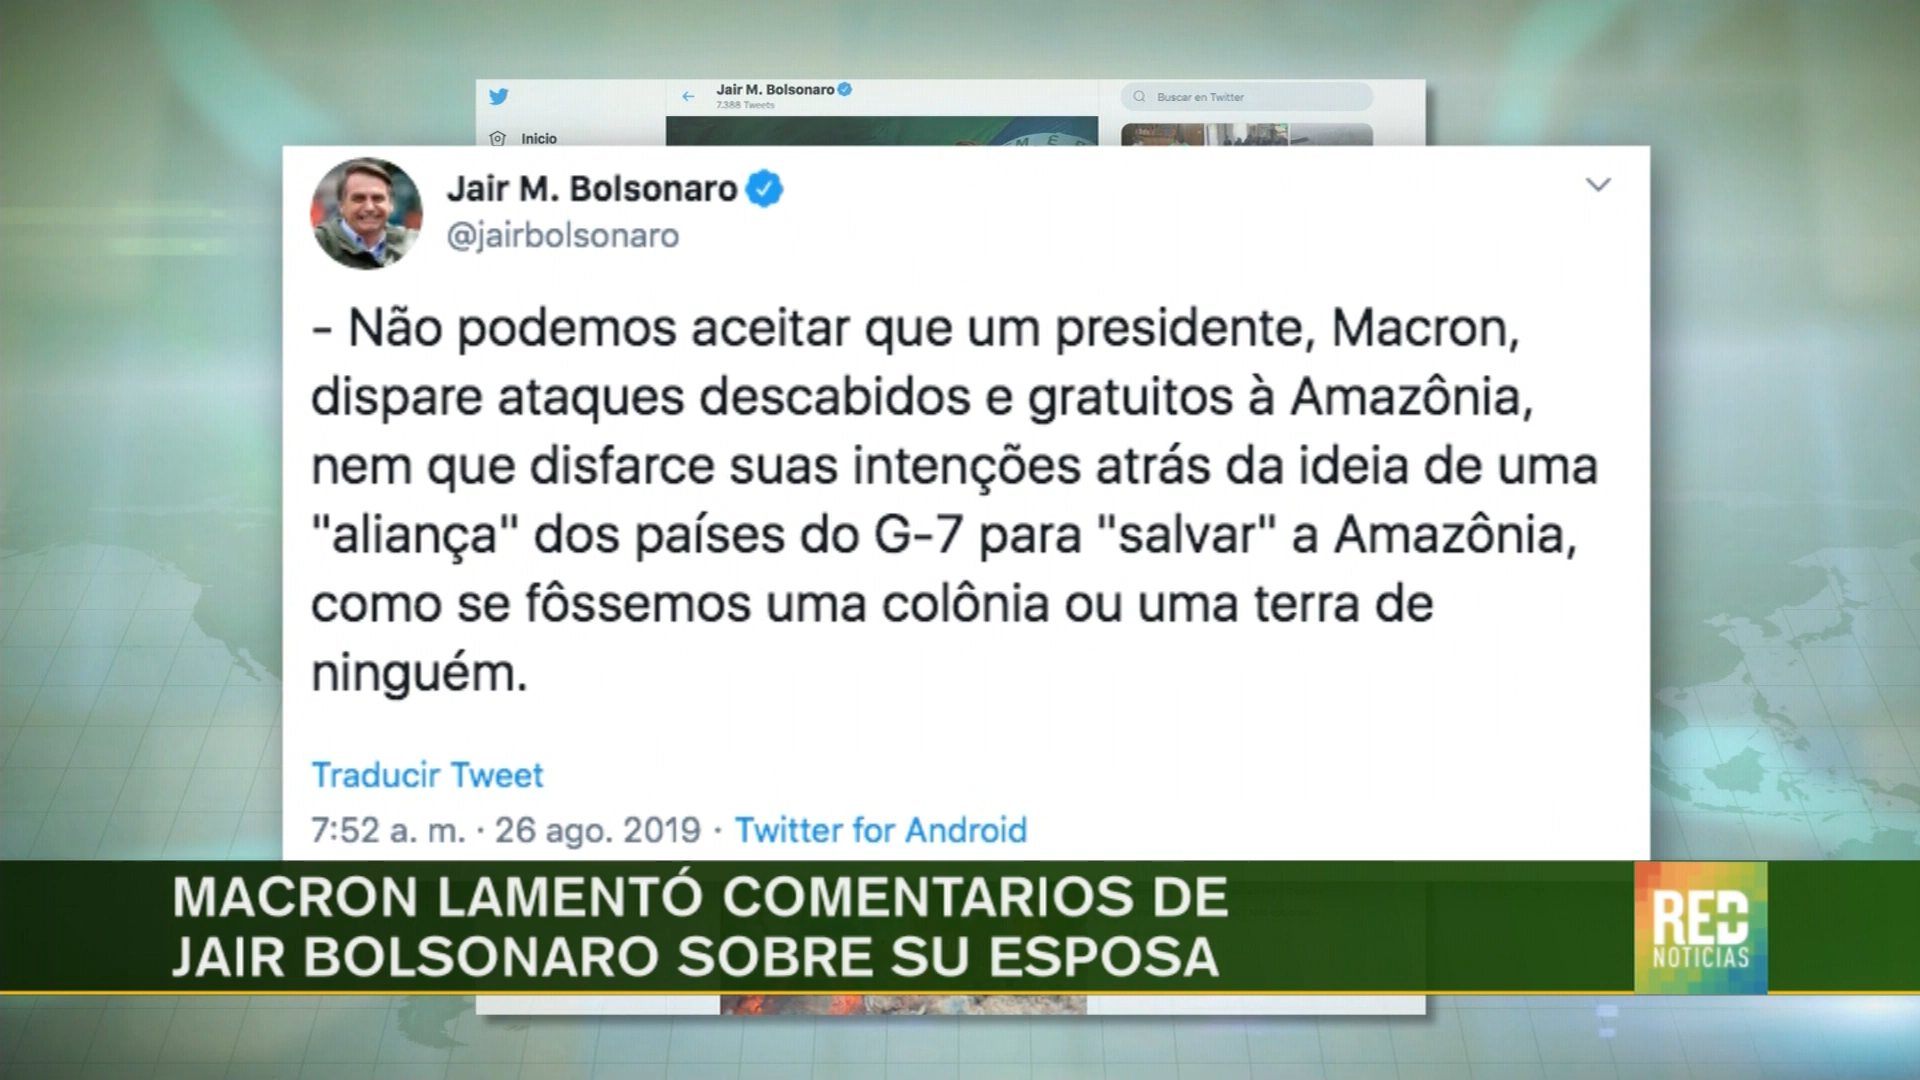 Jair M. Bolsonaro
7.388 Tweets
Buscar en Twitter
Inicio
Jair M. Bolsonaro
@jairbolsonaro
- Não podemos aceitar que um presidente, Macron,
dispare ataques descabidos e gratuitos à Amazônia,
nem que disfarce suas intenções atrás da ideia de uma
"aliança" dos países do G-7 para "salvar" a Amazônia,
como se fôssemos uma colônia ou uma terra de
ninguém.
Traducir Tweet
7:52 a. m. · 26 ago. 2019 · Twitter for Android
MACRON LAMENTÓ COMENTARIOS DE
JAIR BOLSONARO SOBRE SU ESPOSA
RED
NOTICIAS